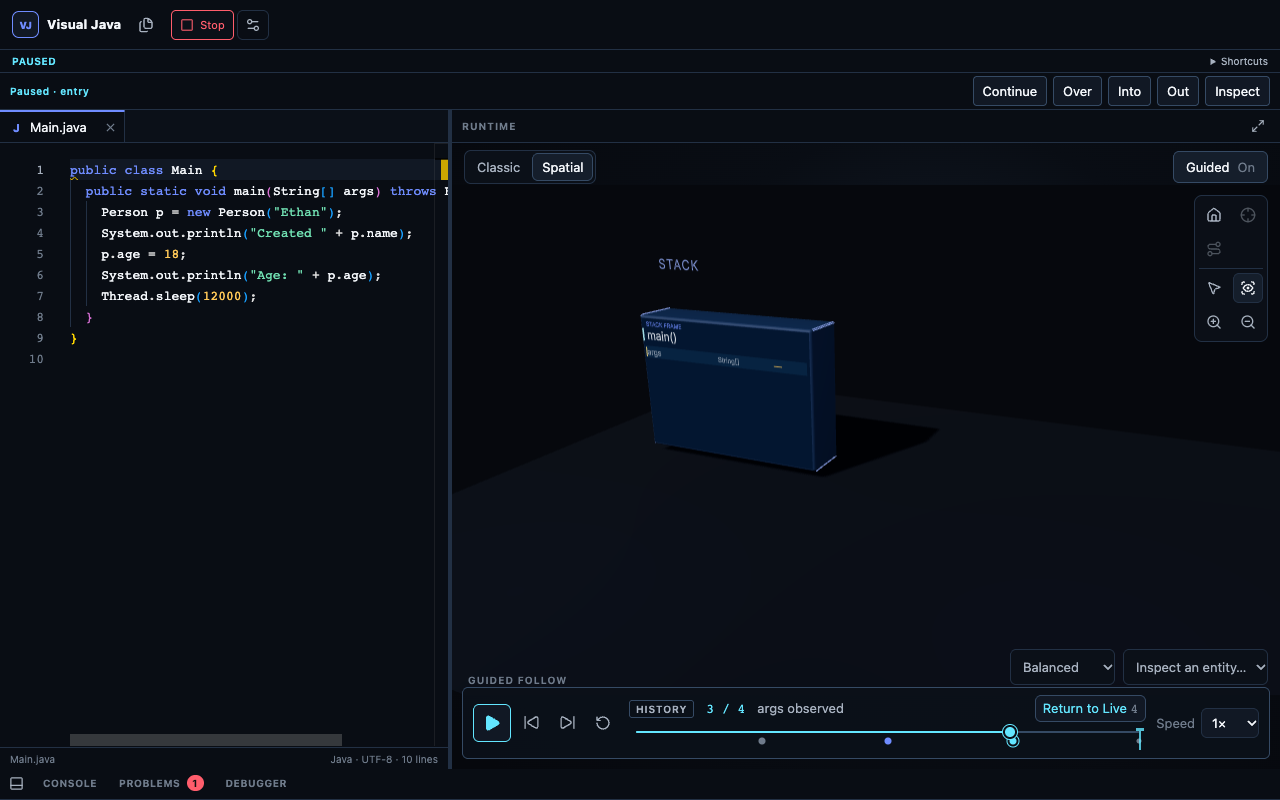 VJ Visual Java Stop
PAUSED Shortcuts
Paused · entry Continue Over Into Out Inspect
J Main.java
RUNTIME
Classic Spatial Guided On
1 public class Main {
2 public static void main(String[] args) throws
3 Person p = new Person("Ethan");
4 System.out.println("Created " + p.name);
5 p.age = 18;
6 System.out.println("Age: " + p.age);
7 Thread.sleep(12000);
8 }
9 }
10
STACK
STACK FRAME
main()
args String[]
Balanced Inspect an entity...
GUIDED FOLLOW
HISTORY 3 / 4 args observed Return to Live 4
Speed 1×
Main.java Java · UTF-8 · 10 lines
CONSOLE PROBLEMS 1 DEBUGGER